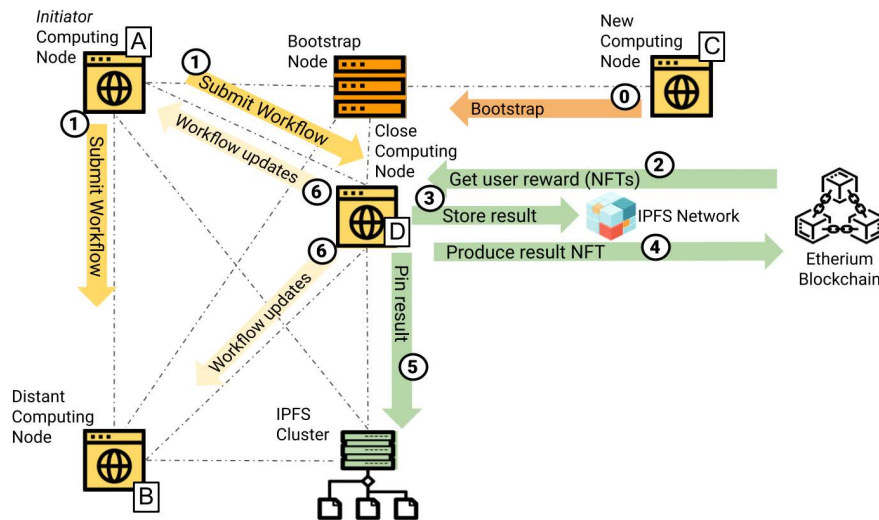 Initiator
Computing
Node
A
Bootstrap
Node
New
Computing
Node
C
1
Submit Workflow
0
Bootstrap
1
Submit Workflow
Workflow updates
6
Close
Computing
Node
D
2
Get user reward (NFTs)
3
Store result
IPFS Network
Produce result NFT
4
Etherium
Blockchain
6
Workflow updates
Pin result
5
Distant
Computing
Node
B
IPFS
Cluster